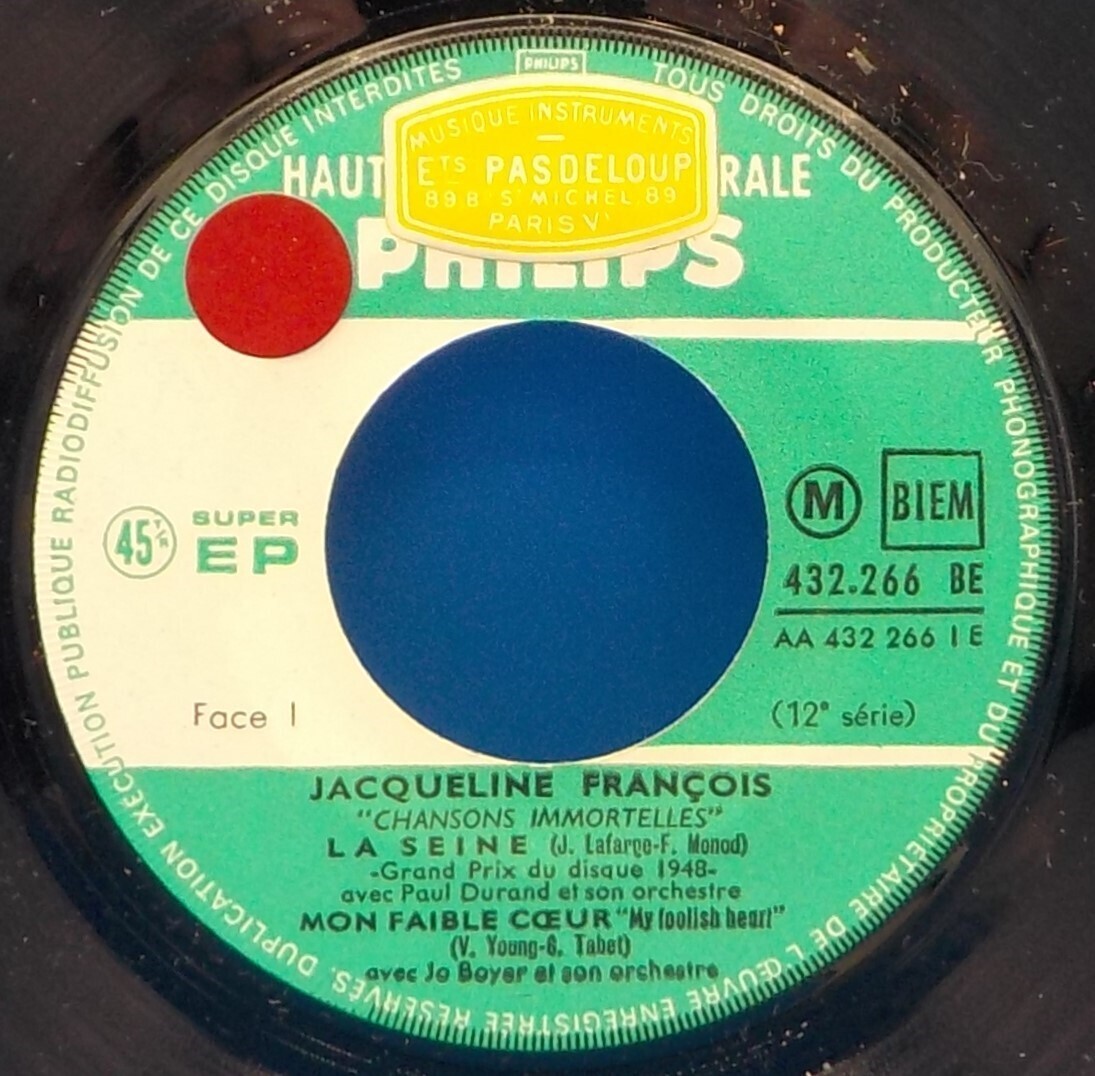 PHILIPS
TOUS DROITS DU PRODUCTEUR PHONOGRAPHIQUE ET DU PROPRIÉTAIRE DE L'ŒUVRE ENREGISTRÉE RÉSERVÉS. DUPLICATION EXÉCUTION PUBLIQUE RADIODIFFUSION DE CE DISQUE INTERDITES
MUSIQUE INSTRUMENTS
ETS PASDELOUP
89 B S MICHEL. 89
PARIS V
HAUT RALE
PHILIPS
45 T/R
SUPER
EP
M BIEM
432.266 BE
AA 432 266 1 E
Face 1
(12e série)
JACQUELINE FRANÇOIS
"CHANSONS IMMORTELLES"
LA SEINE (J. Lafarge-F. Monod)
-Grand Prix du disque 1948-
avec Paul Durand et son orchestre
MON FAIBLE CŒUR "My foolish heart"
(V. Young-G. Tabet)
avec Jo Boyer et son orchestre